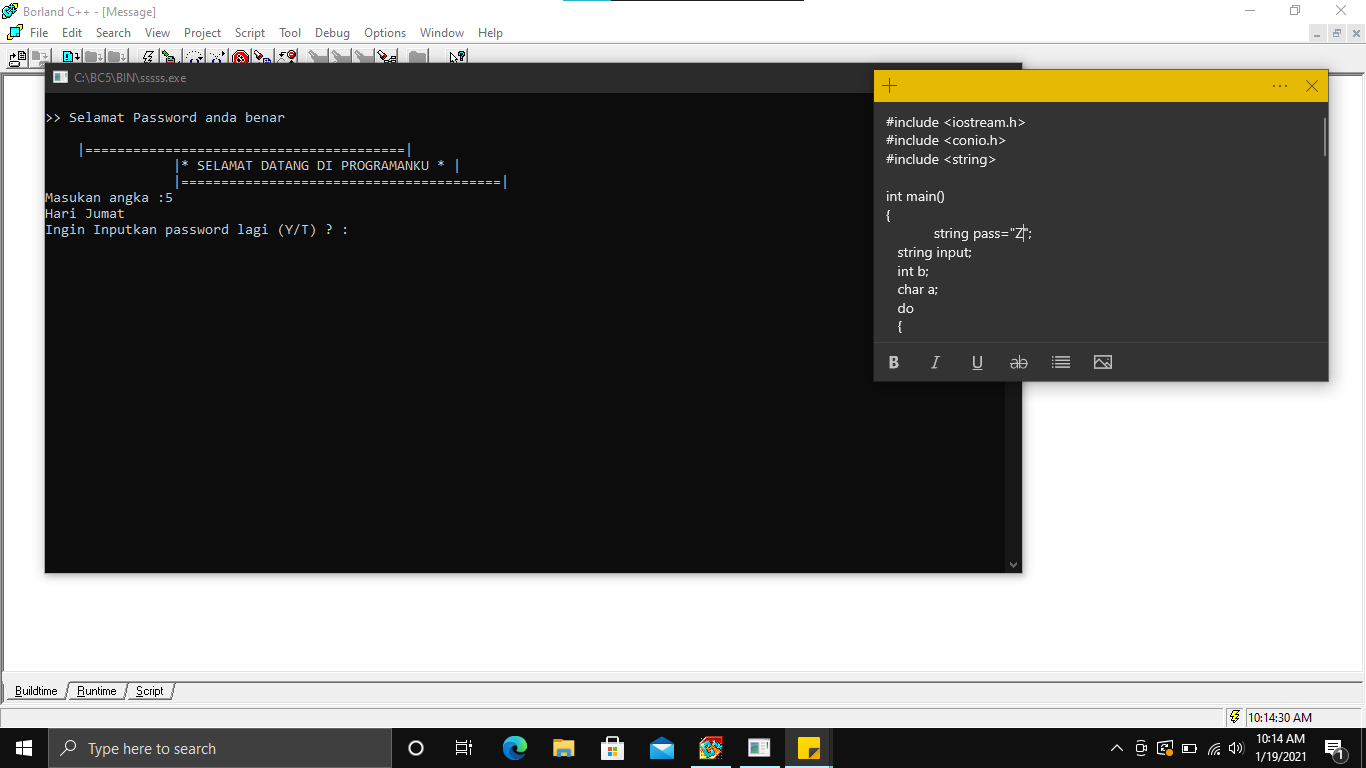 Borland C++ - [Message]
File Edit Search View Project Script Tool Debug Options Window Help
C:\BC5\BIN\sssss.exe
>> Selamat Password anda benar
|========================================|
|* SELAMAT DATANG DI PROGRAMANKU * |
|========================================|
Masukan angka :5
Hari Jumat
Ingin Inputkan password lagi (Y/T) ? :
#include <iostream.h>
#include <conio.h>
#include <string>
int main()
{
string pass="Z";
string input;
int b;
char a;
do
{
B I U ab
Buildtime Runtime Script
10:14:30 AM
Type here to search
10:14 AM
1/19/2021
1